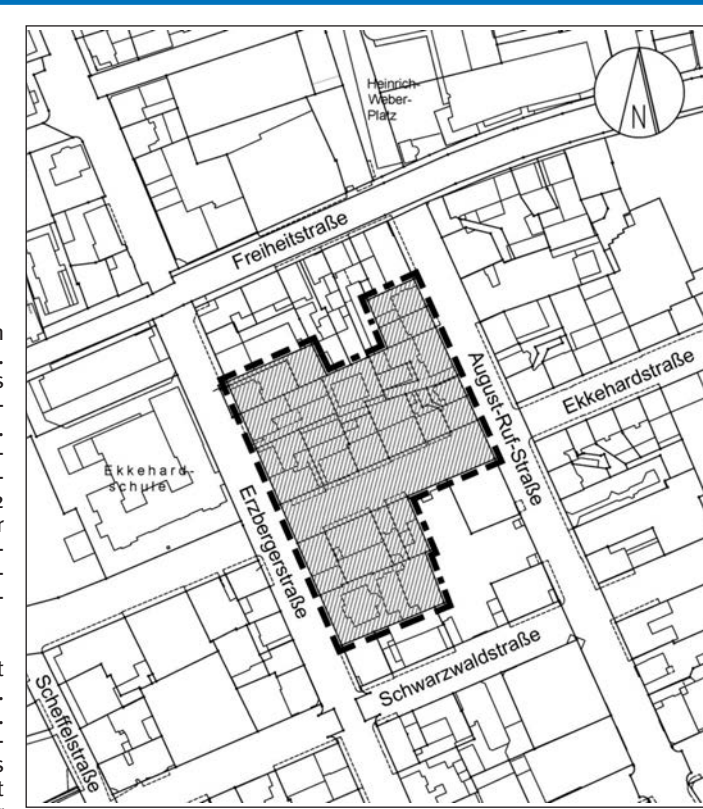 Heinrich-
Weber-
Platz
N
Freiheitstraße
August-Ruf-Straße
Ekkehardstraße
Ekkehard-
schule
Erzbergerstraße
Schwarzwaldstraße
Scheffelstraße